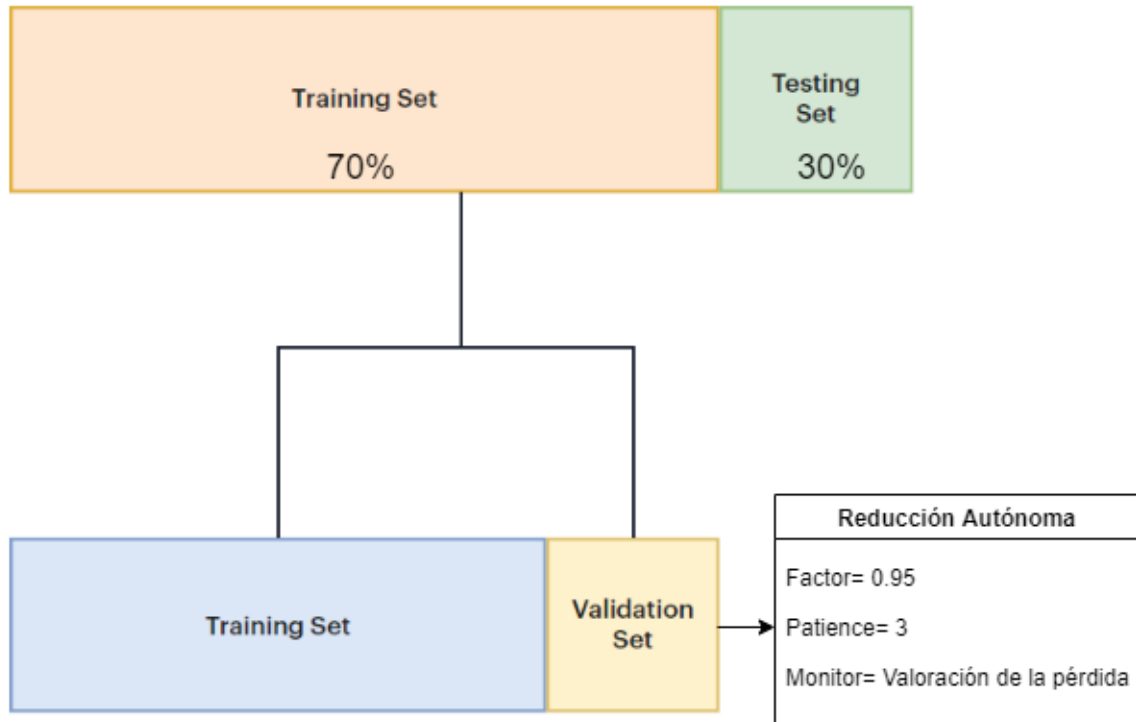 Training Set
70%
Testing
Set
30%
Training Set
Validation
Set
Reducción Autónoma
Factor= 0.95
Patience= 3
Monitor= Valoración de la pérdida